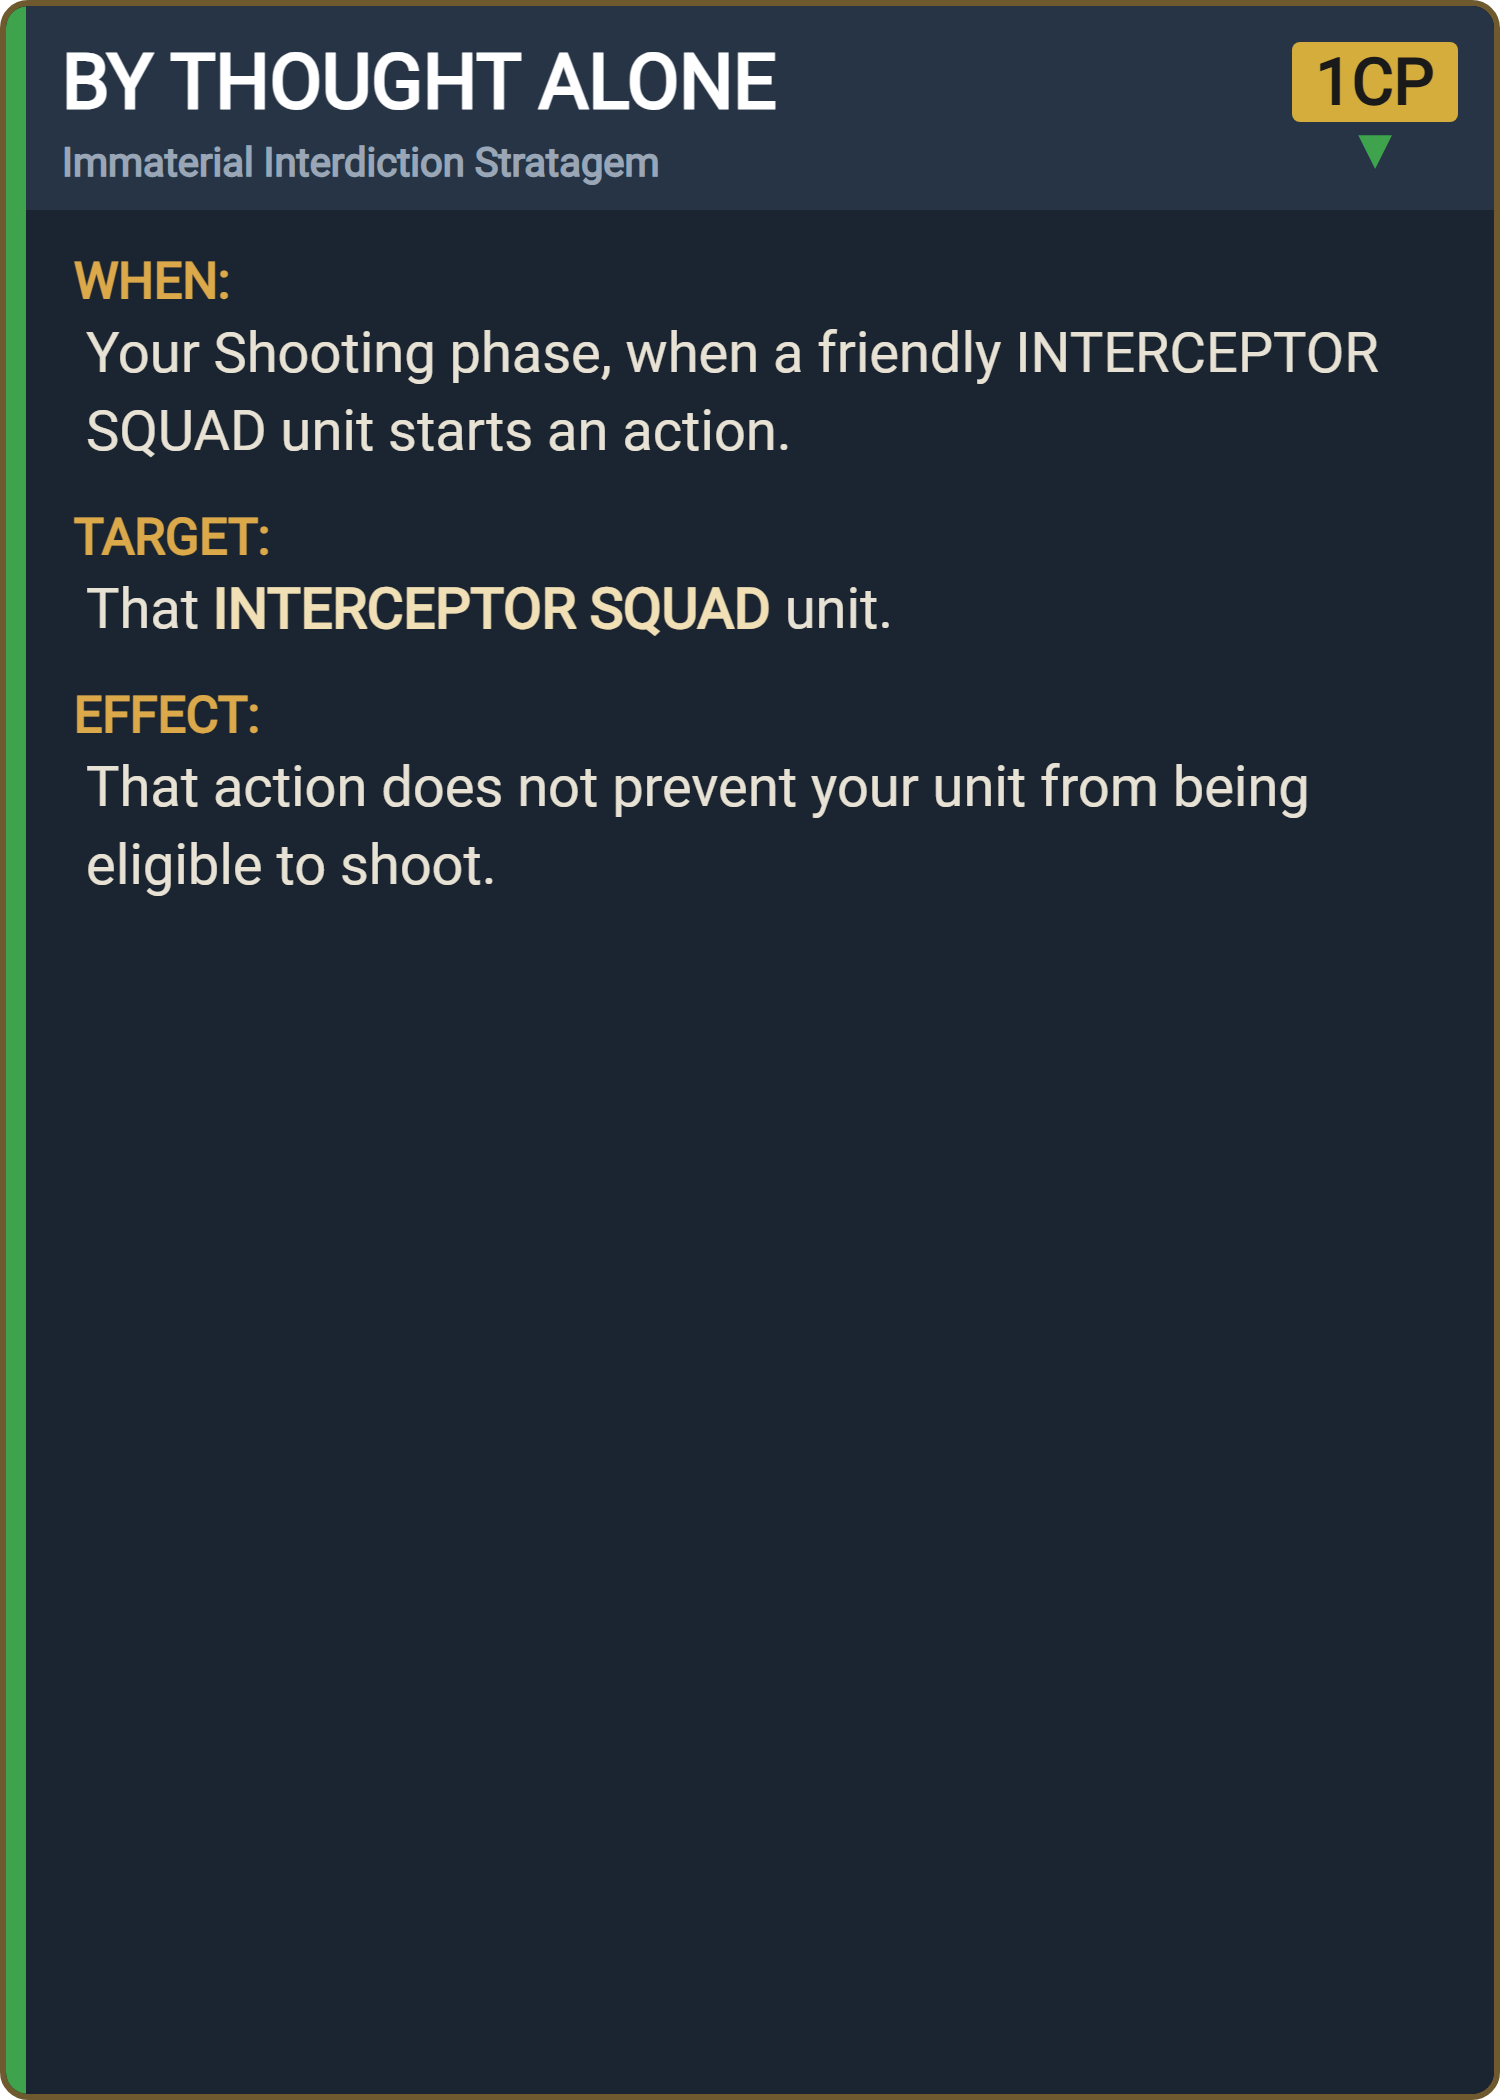 BY THOUGHT ALONE
1CP
Immaterial Interdiction Stratagem
WHEN:
Your Shooting phase, when a friendly INTERCEPTOR
SQUAD unit starts an action.
TARGET:
That INTERCEPTOR SQUAD unit.
EFFECT:
That action does not prevent your unit from being
eligible to shoot.